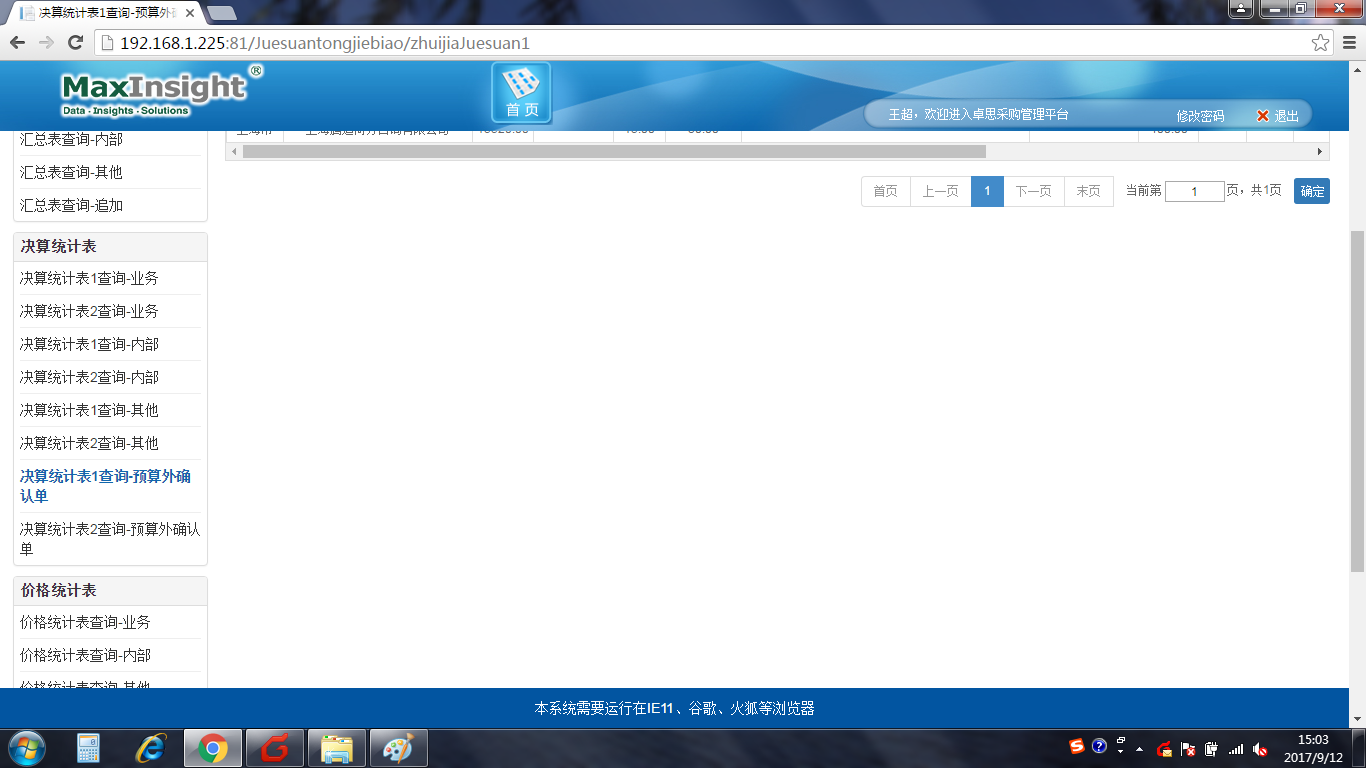 决算统计表1查询-预算外确
192.168.1.225:81/Juesuantongjiebiao/zhuijiaJuesuan1
MaxInsight®
Data · Insights · Solutions
首 页
王超，欢迎进入卓思采购管理平台
修改密码
退出
汇总表查询-内部
汇总表查询-其他
汇总表查询-追加
首页
上一页
1
下一页
末页
当前第
1
页，共1页
确定
决算统计表
决算统计表1查询-业务
决算统计表2查询-业务
决算统计表1查询-内部
决算统计表2查询-内部
决算统计表1查询-其他
决算统计表2查询-其他
决算统计表1查询-预算外确
认单
决算统计表2查询-预算外确认
单
价格统计表
价格统计表查询-业务
价格统计表查询-内部
价格统计表查询-其他
本系统需要运行在IE11、谷歌、火狐等浏览器
15:03
2017/9/12